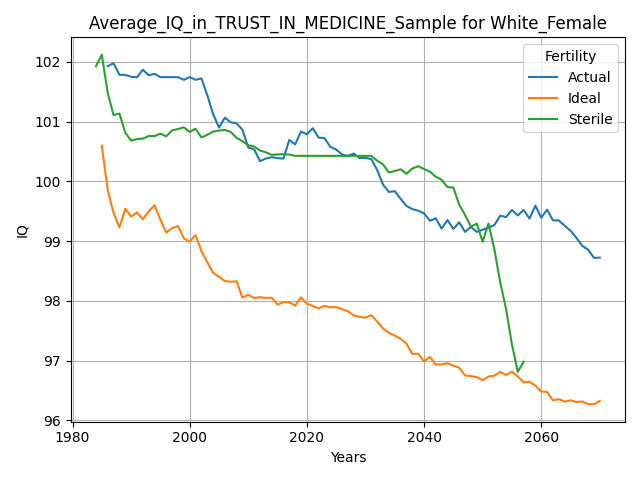 Average_IQ_in_TRUST_IN_MEDICINE_Sample for White_Female
Fertility
Actual
Ideal
Sterile
102
101
100
99
98
97
96
IQ
1980
2000
2020
2040
2060
Years